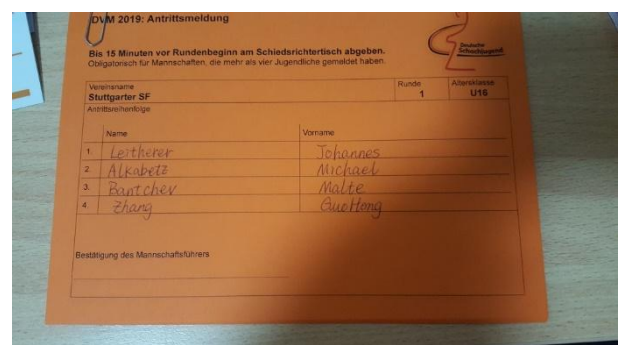 DVM 2019: Antrittsmeldung
Deutsche
Schachjugend
Bis 15 Minuten vor Rundenbeginn am Schiedsrichtertisch abgeben.
Obligatorisch für Mannschaften, die mehr als vier Jugendliche gemeldet haben.
Vereinsname Runde Altersklasse
Stuttgarter SF 1 U16
Antrittsreihenfolge
Name Vorname
1. Leitherer Johannes
2. Alkabetz Michael
3. Bantchev Malte
4. Zhang GuoHong
Bestätigung des Mannschaftsführers